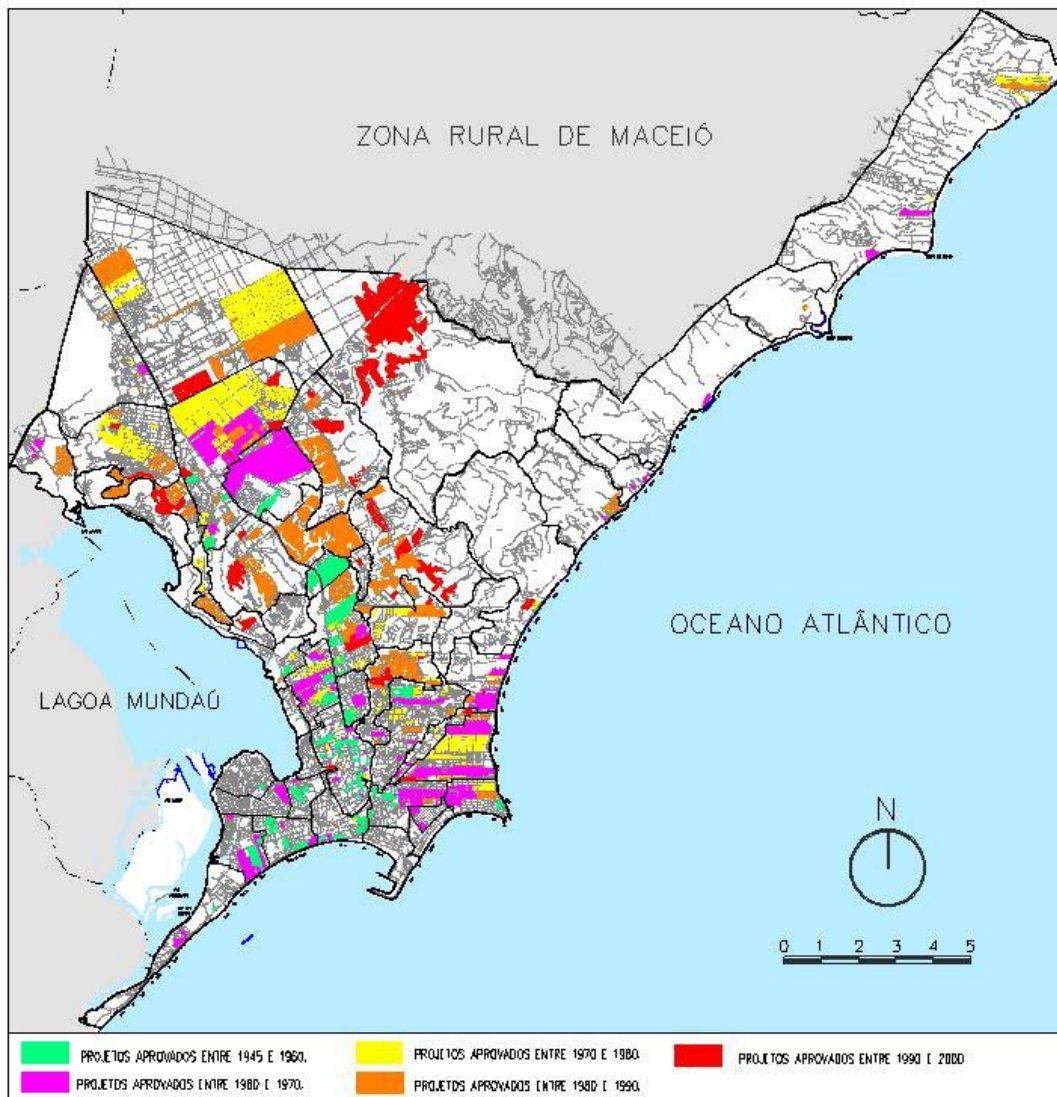 ZONA RURAL DE MACEIÓ
OCEANO ATLÂNTICO
LAGOA MUNDAÚ
N
0 1 2 3 4 5
PROJETOS APROVADOS ENTRE 1945 E 1960.
PROJETOS APROVADOS ENTRE 1970 E 1980.
PROJETOS APROVADOS ENTRE 1990 E 2000
PROJETOS APROVADOS ENTRE 1980 E 1970.
PROJETOS APROVADOS ENTRE 1980 E 1990.